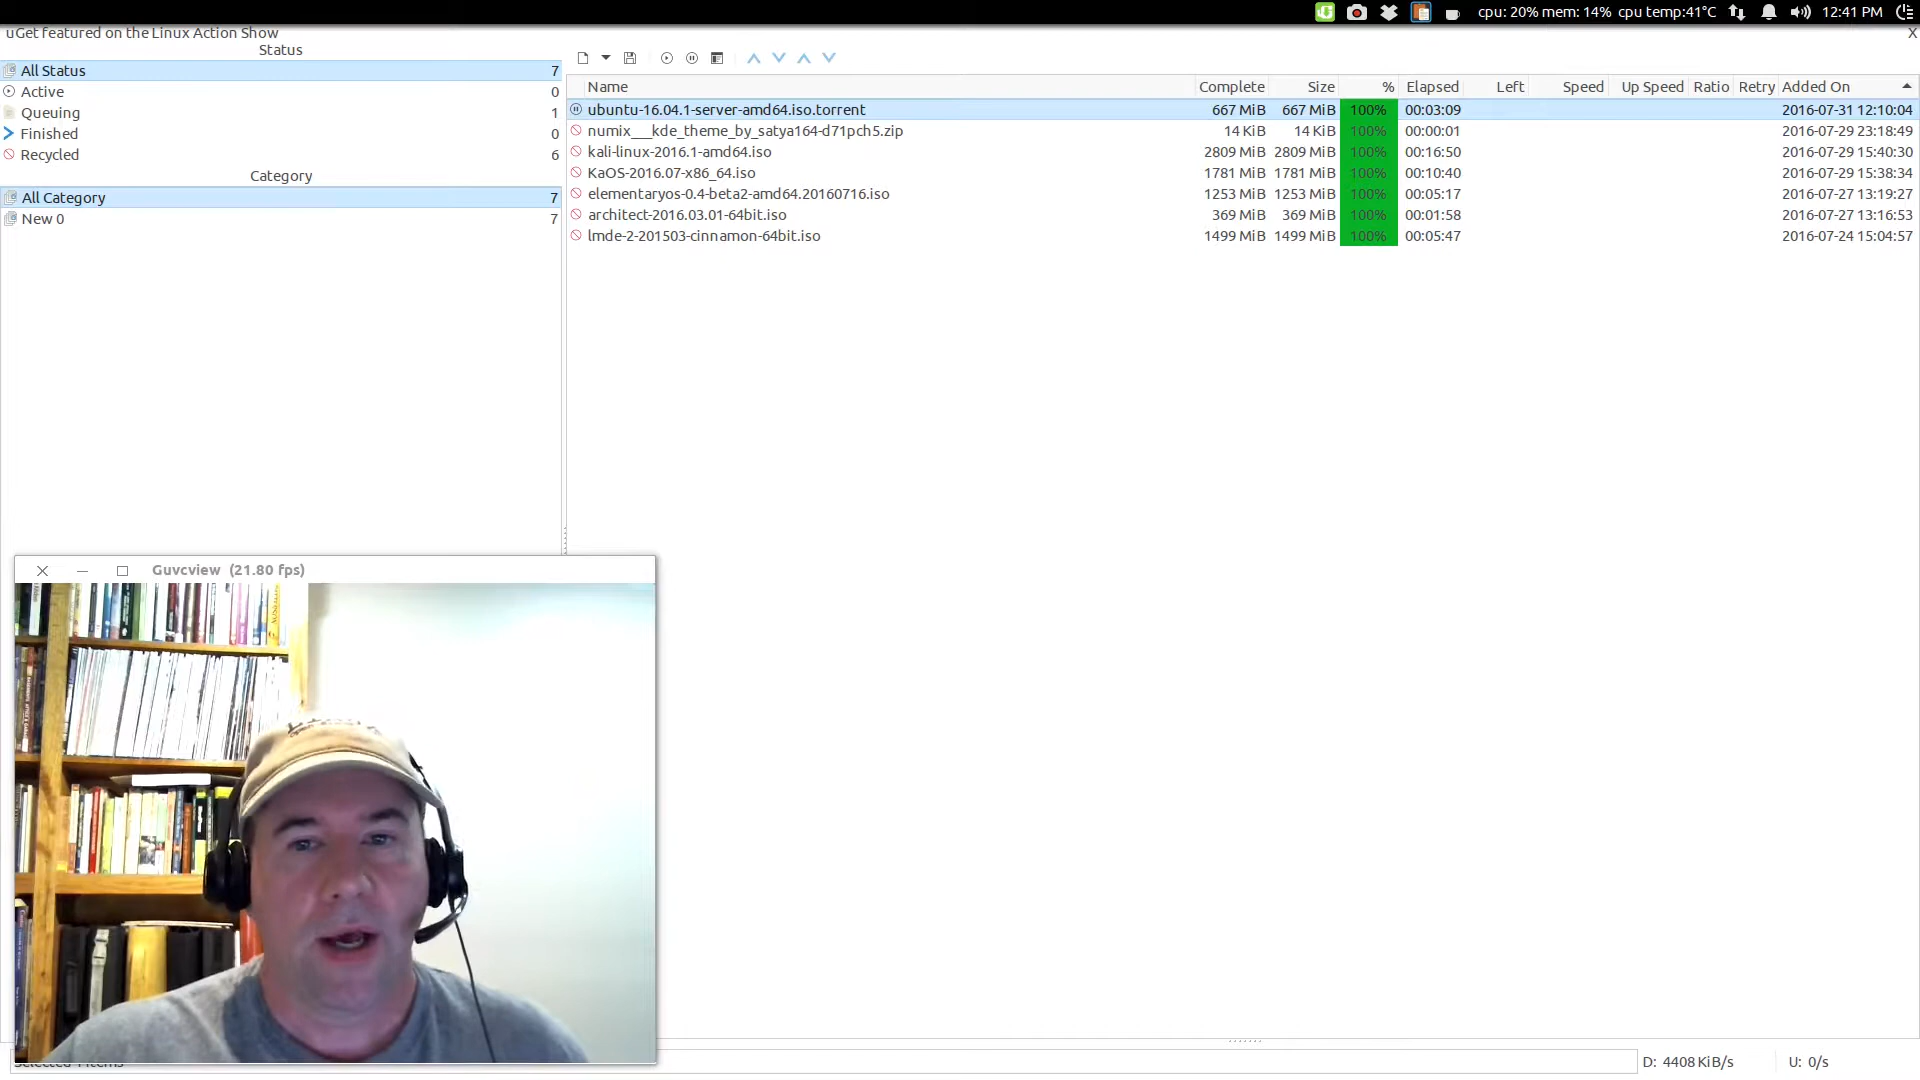 cpu: 20% mem: 14% cpu temp:41°C 12:41 PM
uGet featured on the Linux Action Show X
Status
All Status 7
Active 0
Queuing 1
Finished 0
Recycled 6
Category
All Category 7
New 0 7
Name Complete Size % Elapsed Left Speed Up Speed Ratio Retry Added On
ubuntu-16.04.1-server-amd64.iso.torrent 667 MiB 667 MiB 100% 00:03:09 2016-07-31 12:10:04
numix___kde_theme_by_satya164-d71pch5.zip 14 KiB 14 KiB 100% 00:00:01 2016-07-29 23:18:49
kali-linux-2016.1-amd64.iso 2809 MiB 2809 MiB 100% 00:16:50 2016-07-29 15:40:30
KaOS-2016.07-x86_64.iso 1781 MiB 1781 MiB 100% 00:10:40 2016-07-29 15:38:34
elementaryos-0.4-beta2-amd64.20160716.iso 1253 MiB 1253 MiB 100% 00:05:17 2016-07-27 13:19:27
architect-2016.03.01-64bit.iso 369 MiB 369 MiB 100% 00:01:58 2016-07-27 13:16:53
lmde-2-201503-cinnamon-64bit.iso 1499 MiB 1499 MiB 100% 00:05:47 2016-07-24 15:04:57
Guvcview (21.80 fps)
D: 4408 KiB/s U: 0/s